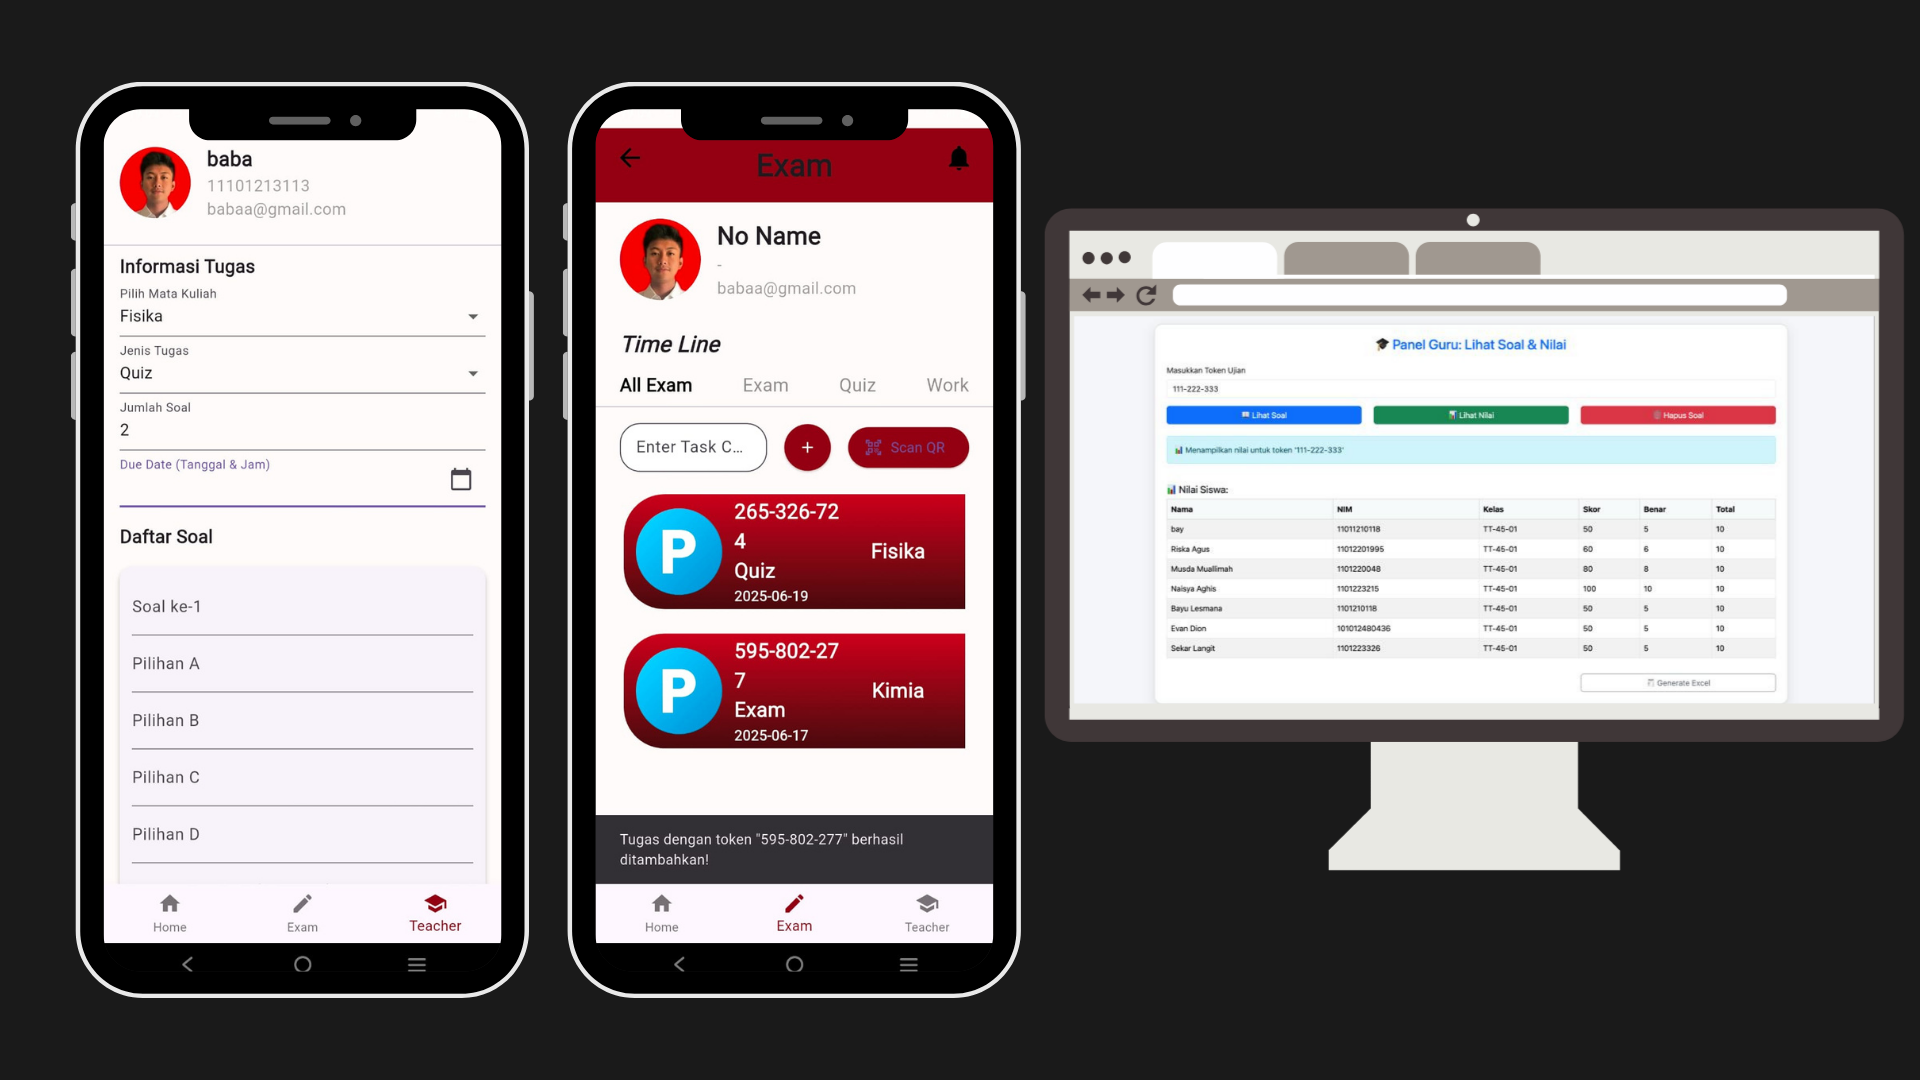 baba
11101213113
babaa@gmail.com
Informasi Tugas
Pilih Mata Kuliah
Fisika
Jenis Tugas
Quiz
Jumlah Soal
2
Due Date (Tanggal & Jam)
Daftar Soal
Soal ke-1
Pilihan A
Pilihan B
Pilihan C
Pilihan D
Home Exam Teacher
Exam
No Name
-
babaa@gmail.com
Time Line
All Exam Exam Quiz Work
Enter Task C... + Scan QR
P
265-326-72
4
Quiz
2025-06-19
Fisika
P
595-802-27
7
Exam
2025-06-17
Kimia
Tugas dengan token "595-802-277" berhasil
ditambahkan!
Home Exam Teacher
Panel Guru: Lihat Soal & Nilai
Masukkan Token Ujian
111-222-333
Lihat Soal Lihat Nilai Hapus Soal
Menampilkan nilai untuk token '111-222-333'
Nilai Siswa:
Nama NIM Kelas Skor Benar Total
bay 11011210118 TT-45-01 50 5 10
Riska Agus 11012201995 TT-45-01 60 6 10
Musda Muallimah 1101220048 TT-45-01 80 8 10
Naisya Aghis 1101223215 TT-45-01 100 10 10
Bayu Lesmana 1101210118 TT-45-01 50 5 10
Evan Dion 101012480436 TT-45-01 50 5 10
Sekar Langit 1101223326 TT-45-01 50 5 10
Generate Excel